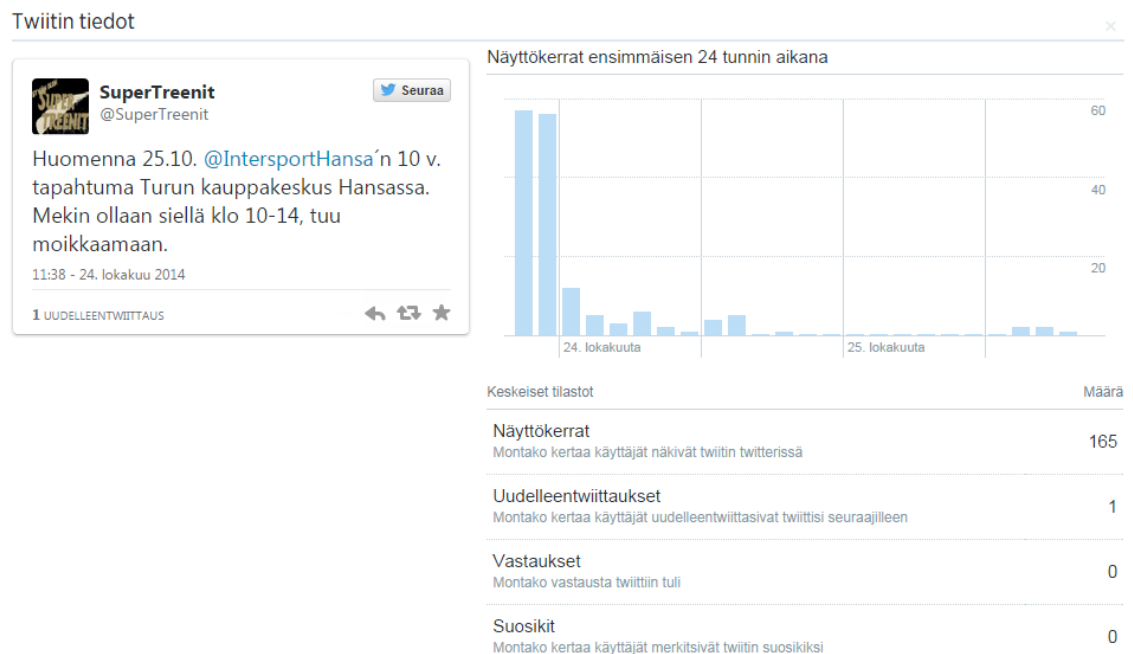 Twiitin tiedot
×
SuperTreenit
@SuperTreenit
Seuraa
SUPER
TREENIT
Huomenna 25.10. @IntersportHansa´n 10 v.
tapahtuma Turun kauppakeskus Hansassa.
Mekin ollaan siellä klo 10-14, tuu
moikkaamaan.
11:38 - 24. lokakuu 2014
1 UUDELLEENTWIITTAUS
Näyttökerrat ensimmäisen 24 tunnin aikana
60
40
20
24. lokakuuta
25. lokakuuta
Keskeiset tilastot Määrä
Näyttökerrat
Montako kertaa käyttäjät näkivät twiitin twitterissä
165
Uudelleentwiittaukset
Montako kertaa käyttäjät uudelleentwiittasivat twiittisi seuraajilleen
1
Vastaukset
Montako vastausta twiittiin tuli
0
Suosikit
Montako kertaa käyttäjät merkitsivät twiitin suosikiksi
0